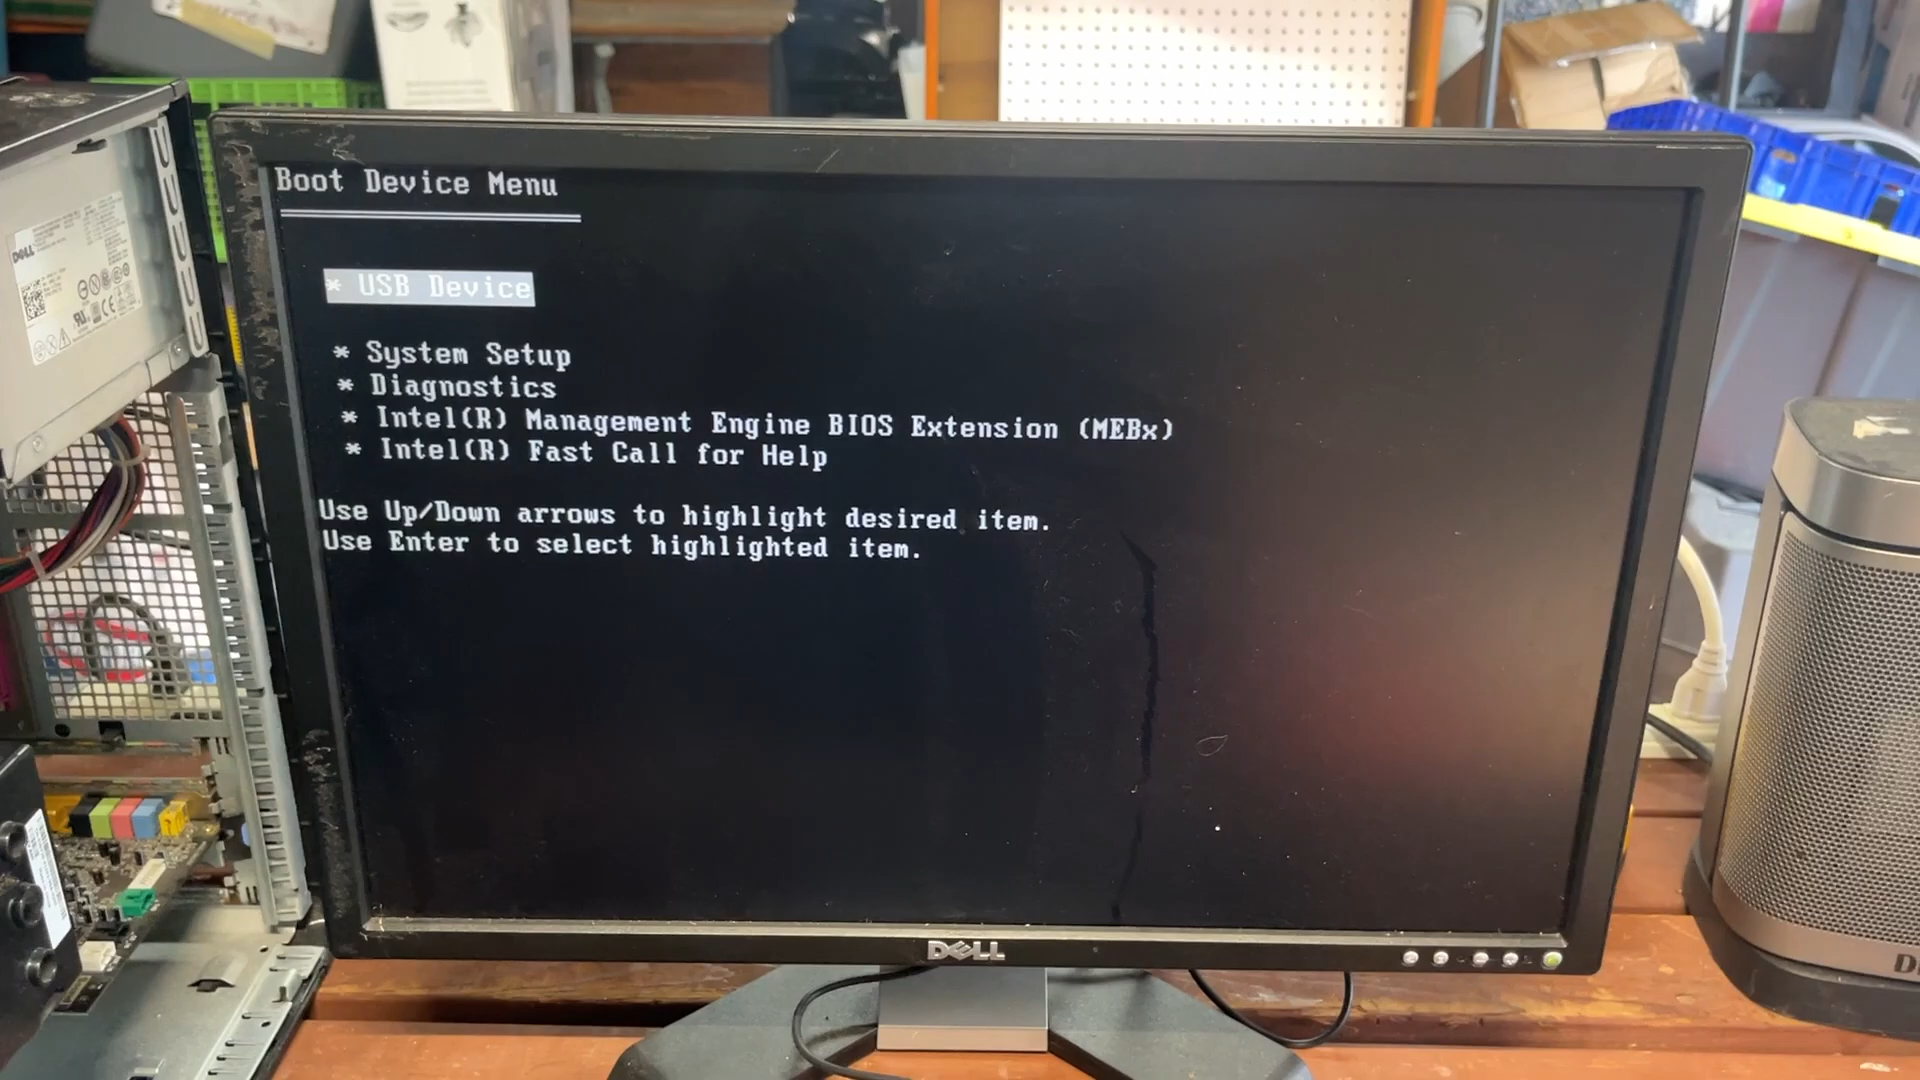 Boot Device Menu
* USB Device
* System Setup
* Diagnostics
* Intel(R) Management Engine BIOS Extension (MEBx)
* Intel(R) Fast Call for Help
Use Up/Down arrows to highlight desired item.
Use Enter to select highlighted item.
DELL
DELL